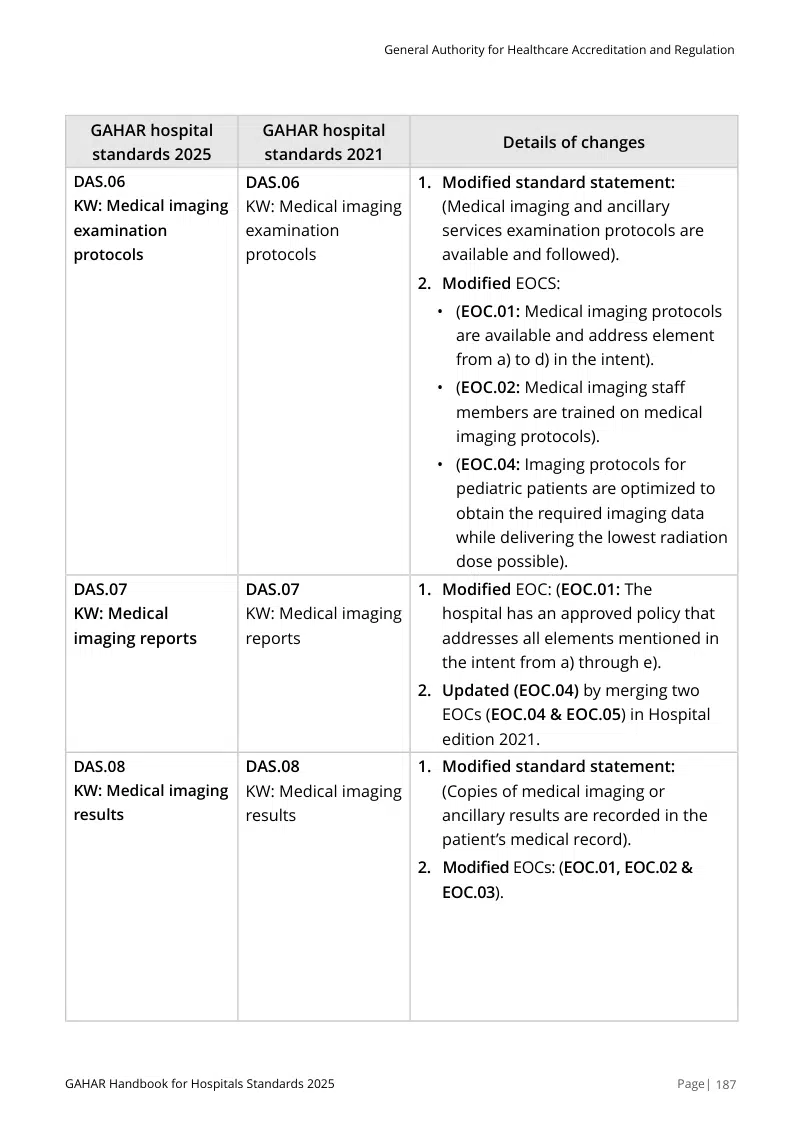 General Authority for Healthcare Accreditation and Regulation
GAHAR hospital
standards 2025
GAHAR hospital
standards 2021
Details of changes
DAS.06
KW: Medical imaging
examination
protocols
DAS.06
KW: Medical imaging
examination
protocols
1. Modified standard statement:
(Medical imaging and ancillary
services examination protocols are
available and followed).
2. Modified EOCS:
• (EOC.01: Medical imaging protocols
are available and address element
from a) to d) in the intent).
• (EOC.02: Medical imaging staff
members are trained on medical
imaging protocols).
• (EOC.04: Imaging protocols for
pediatric patients are optimized to
obtain the required imaging data
while delivering the lowest radiation
dose possible).
DAS.07
KW: Medical
imaging reports
DAS.07
KW: Medical imaging
reports
1. Modified EOC: (EOC.01: The
hospital has an approved policy that
addresses all elements mentioned in
the intent from a) through e).
2. Updated (EOC.04) by merging two
EOCs (EOC.04 & EOC.05) in Hospital
edition 2021.
DAS.08
KW: Medical imaging
results
DAS.08
KW: Medical imaging
results
1. Modified standard statement:
(Copies of medical imaging or
ancillary results are recorded in the
patient’s medical record).
2. Modified EOCs: (EOC.01, EOC.02 &
EOC.03).
GAHAR Handbook for Hospitals Standards 2025
Page| 187